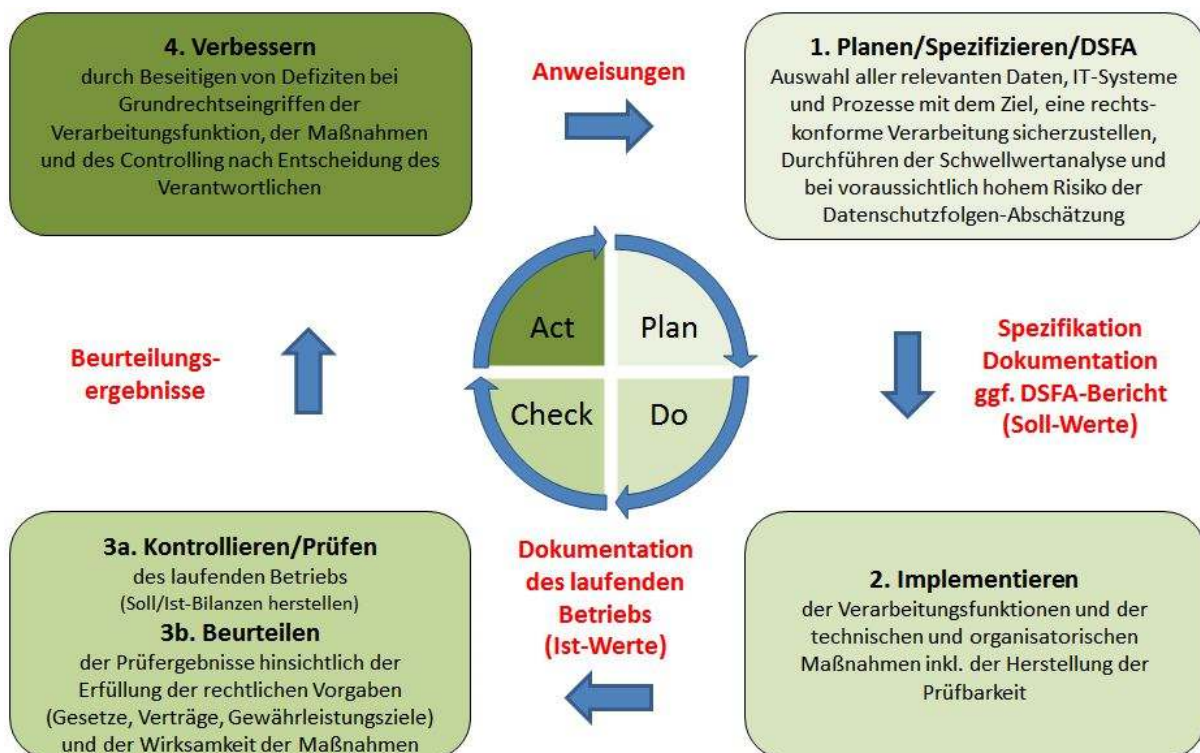 4. Verbessern
durch Beseitigen von Defiziten bei
Grundrechtseingriffen der
Verarbeitungsfunktion, der Maßnahmen
und des Controlling nach Entscheidung des
Verantwortlichen
Anweisungen
1. Planen/Spezifizieren/DSFA
Auswahl aller relevanten Daten, IT-Systeme
und Prozesse mit dem Ziel, eine rechts-
konforme Verarbeitung sicherzustellen,
Durchführen der Schwellwertanalyse und
bei voraussichtlich hohem Risiko der
Datenschutzfolgen-Abschätzung
Act
Plan
Check
Do
Beurteilungs-
ergebnisse
Spezifikation
Dokumentation
ggf. DSFA-Bericht
(Soll-Werte)
3a. Kontrollieren/Prüfen
des laufenden Betriebs
(Soll/Ist-Bilanzen herstellen)
3b. Beurteilen
der Prüfergebnisse hinsichtlich der
Erfüllung der rechtlichen Vorgaben
(Gesetze, Verträge, Gewährleistungsziele)
und der Wirksamkeit der Maßnahmen
Dokumentation
des laufenden
Betriebs
(Ist-Werte)
2. Implementieren
der Verarbeitungsfunktionen und der
technischen und organisatorischen
Maßnahmen inkl. der Herstellung der
Prüfbarkeit